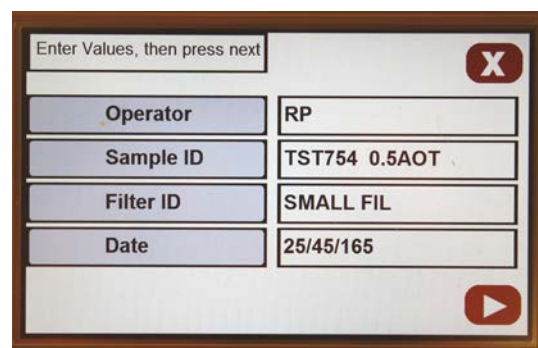 Enter Values, then press next
X
Operator RP
Sample ID TST754 0.5AOT
Filter ID SMALL FIL
Date 25/45/165